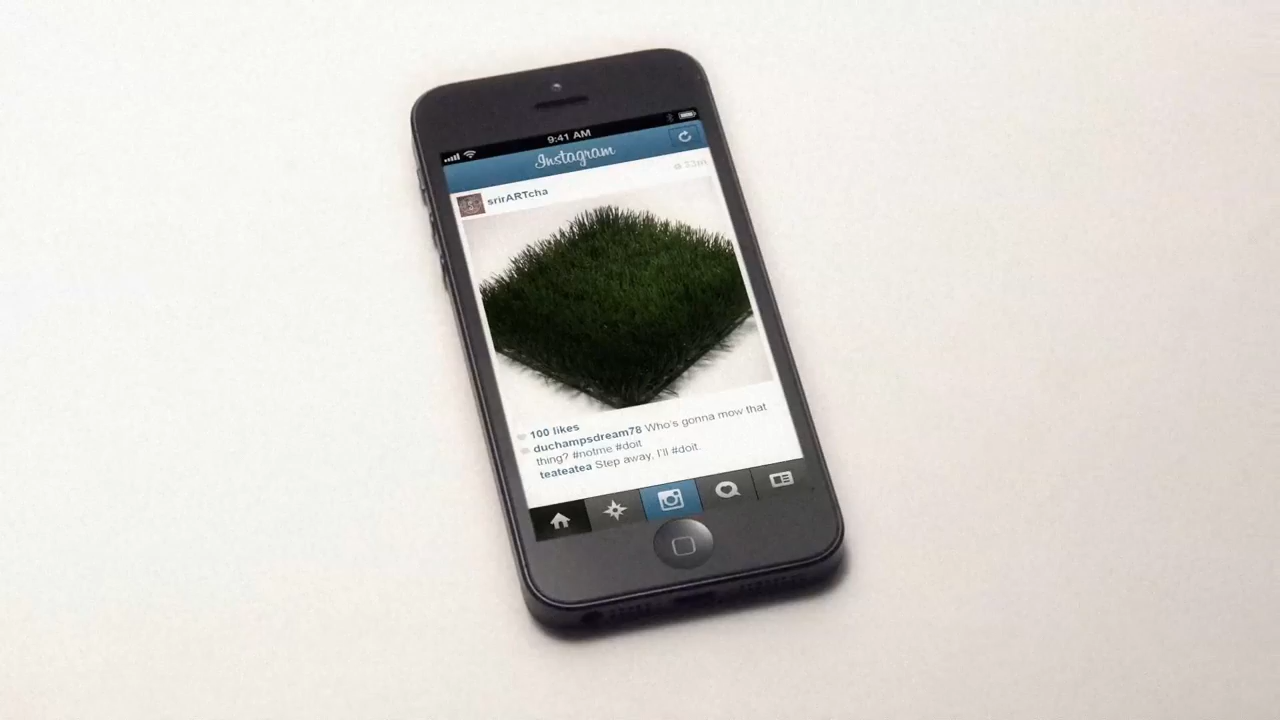 9:41 AM
Instagram
srirARTcha
100 likes
duchampsdream78 Who's gonna mow that
thing? #notme #doit
teateatea Step away, I'll #doit.